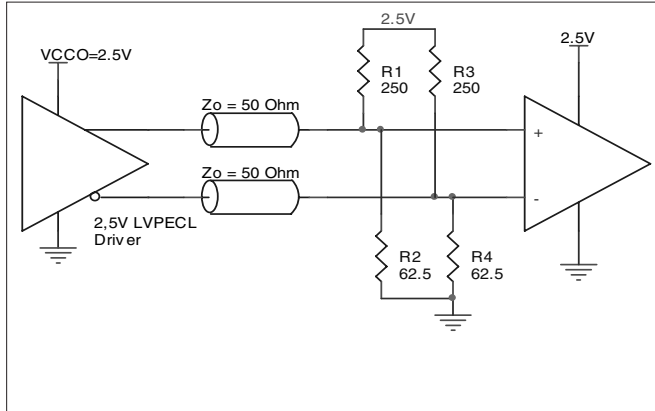 2.5V
VCCO=2.5V
2.5V
R1
250
R3
250
Zo = 50 Ohm
+
Zo = 50 Ohm
-
2,5V LVPECL
Driver
R2
62.5
R4
62.5